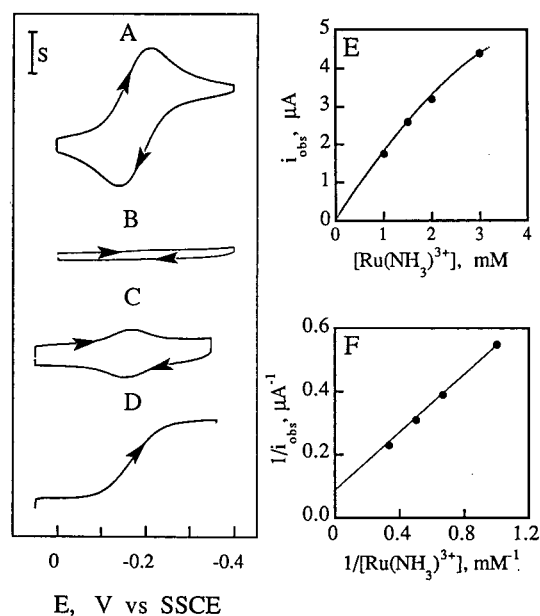 A
S
B
C
D
0 -0.2 -0.4
E, V vs SSCE
E
5
4
3
2
1
0
i_obs, μA
0 1 2 3 4
[Ru(NH₃)³⁺], mM
F
0.6
0.4
0.2
0.0
1/i_obs, μA⁻¹
0.4 0.8 1.2
1/[Ru(NH₃)³⁺], mM⁻¹